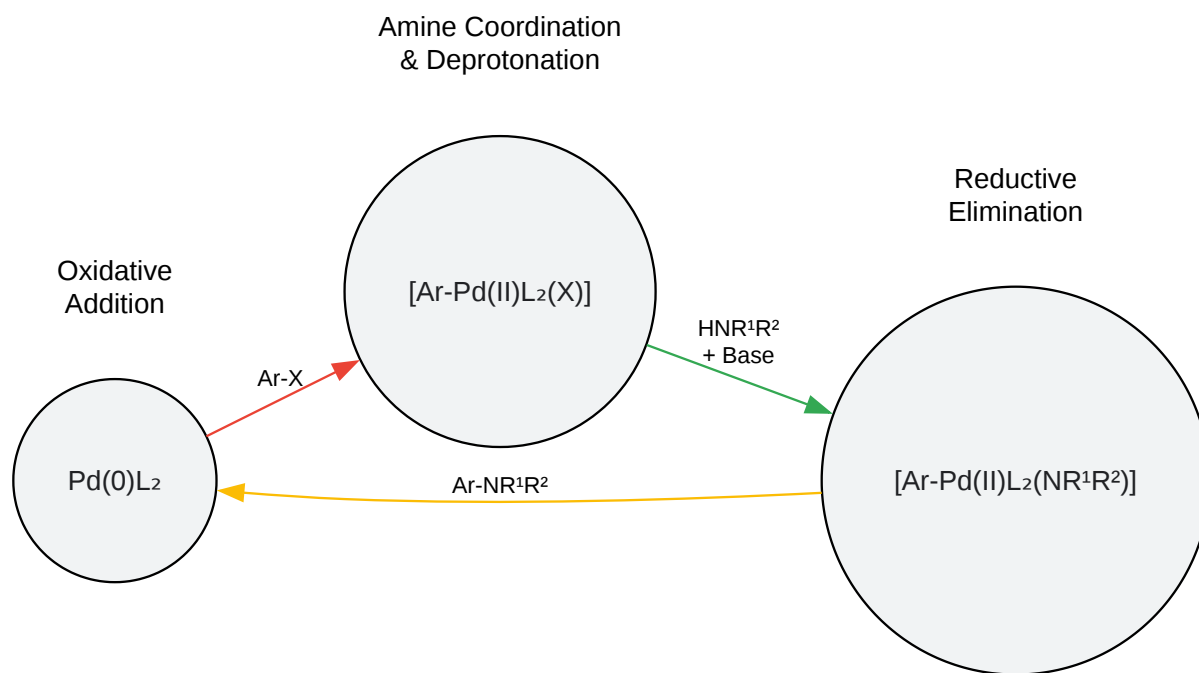 Amine Coordination
& Deprotonation
Reductive
Elimination
Oxidative
Addition
[Ar-Pd(II)L₂(X)]
HNR¹R²
+ Base
Ar-X
Pd(0)L₂
Ar-NR¹R²
[Ar-Pd(II)L₂(NR¹R²)]